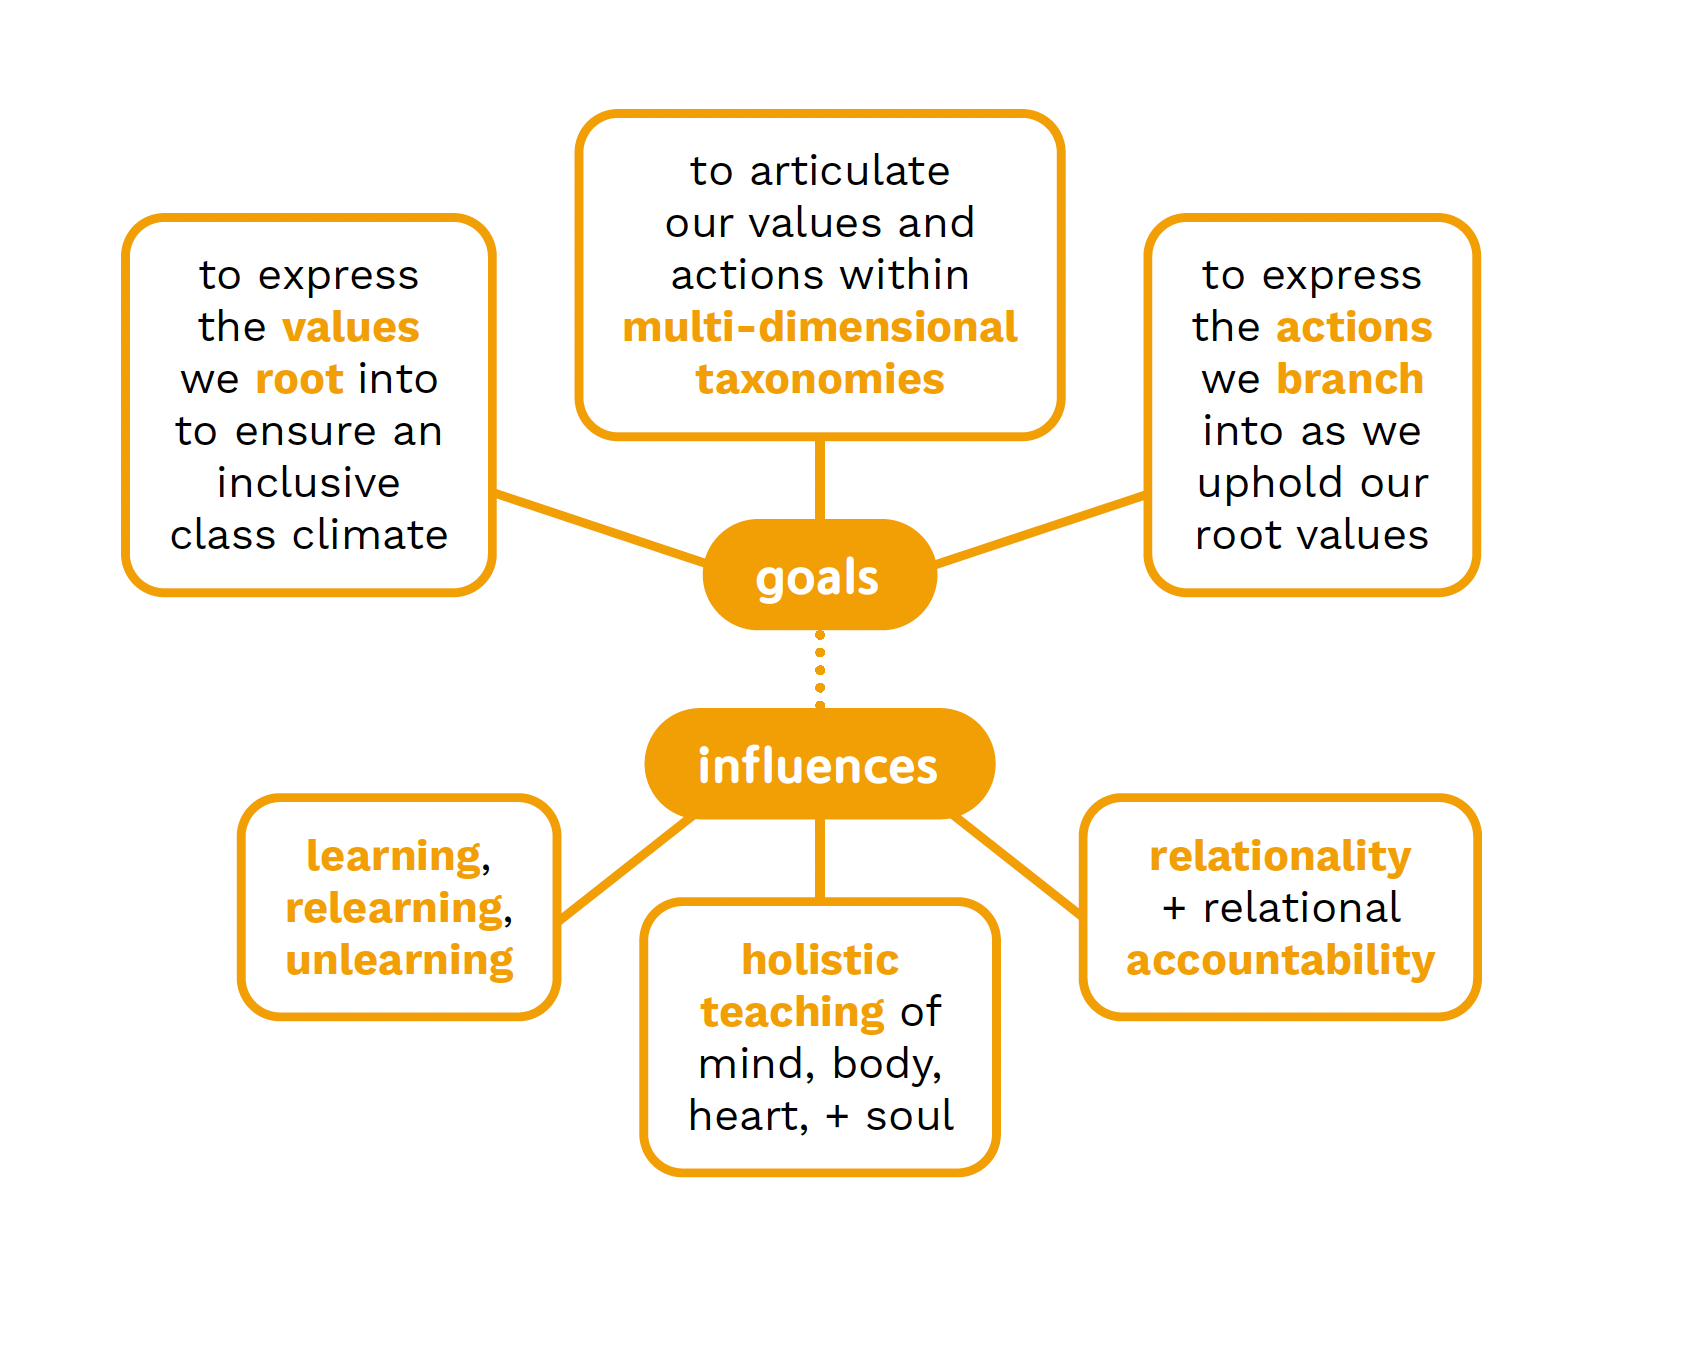 to express
the values
we root into
to ensure an
inclusive
class climate
to articulate
our values and
actions within
multi-dimensional
taxonomies
to express
the actions
we branch
into as we
uphold our
root values
goals
influences
learning,
relearning,
unlearning
holistic
teaching of
mind, body,
heart, + soul
relationality
+ relational
accountability